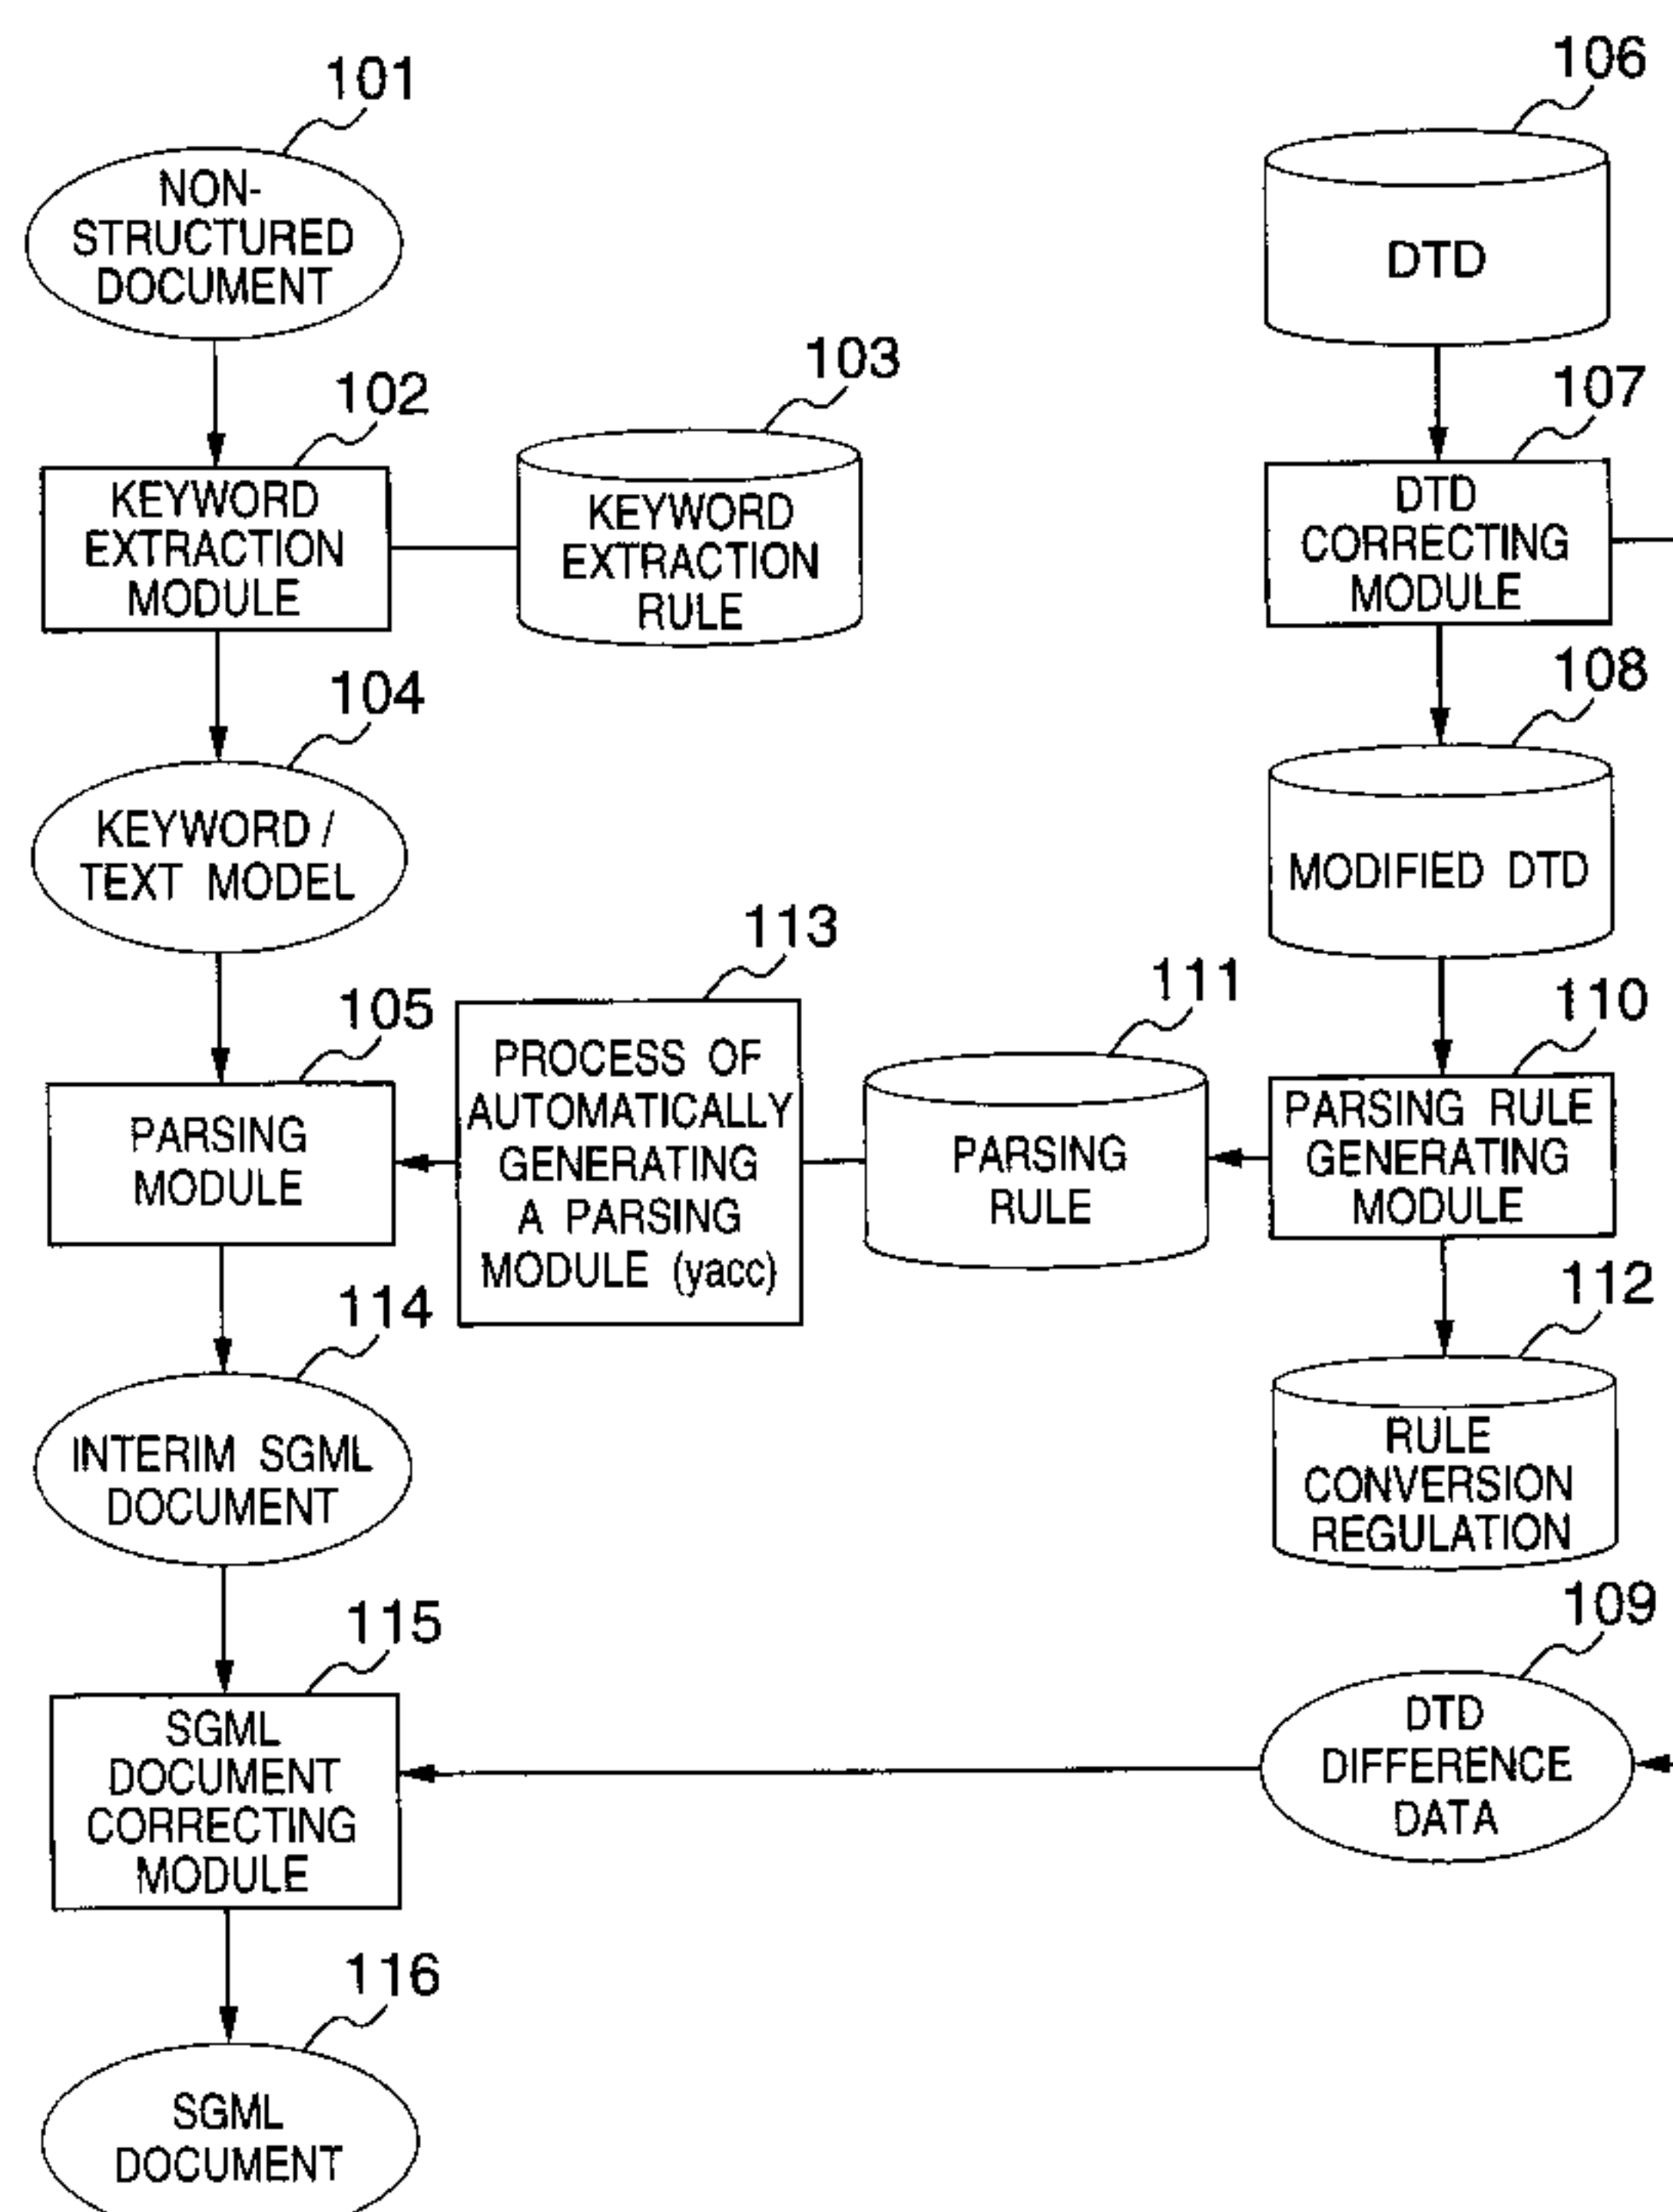 101
NON-
STRUCTURED
DOCUMENT
102
KEYWORD
EXTRACTION
MODULE
103
KEYWORD
EXTRACTION
RULE
104
KEYWORD /
TEXT MODEL
105
PARSING
MODULE
106
DTD
107
DTD
CORRECTING
MODULE
108
MODIFIED DTD
110
PARSING RULE
GENERATING
MODULE
111
PARSING
RULE
113
PROCESS OF
AUTOMATICALLY
GENERATING
A PARSING
MODULE (yacc)
112
RULE
CONVERSION
REGULATION
114
INTERIM SGML
DOCUMENT
109
DTD
DIFFERENCE
DATA
115
SGML
DOCUMENT
CORRECTING
MODULE
116
SGML
DOCUMENT